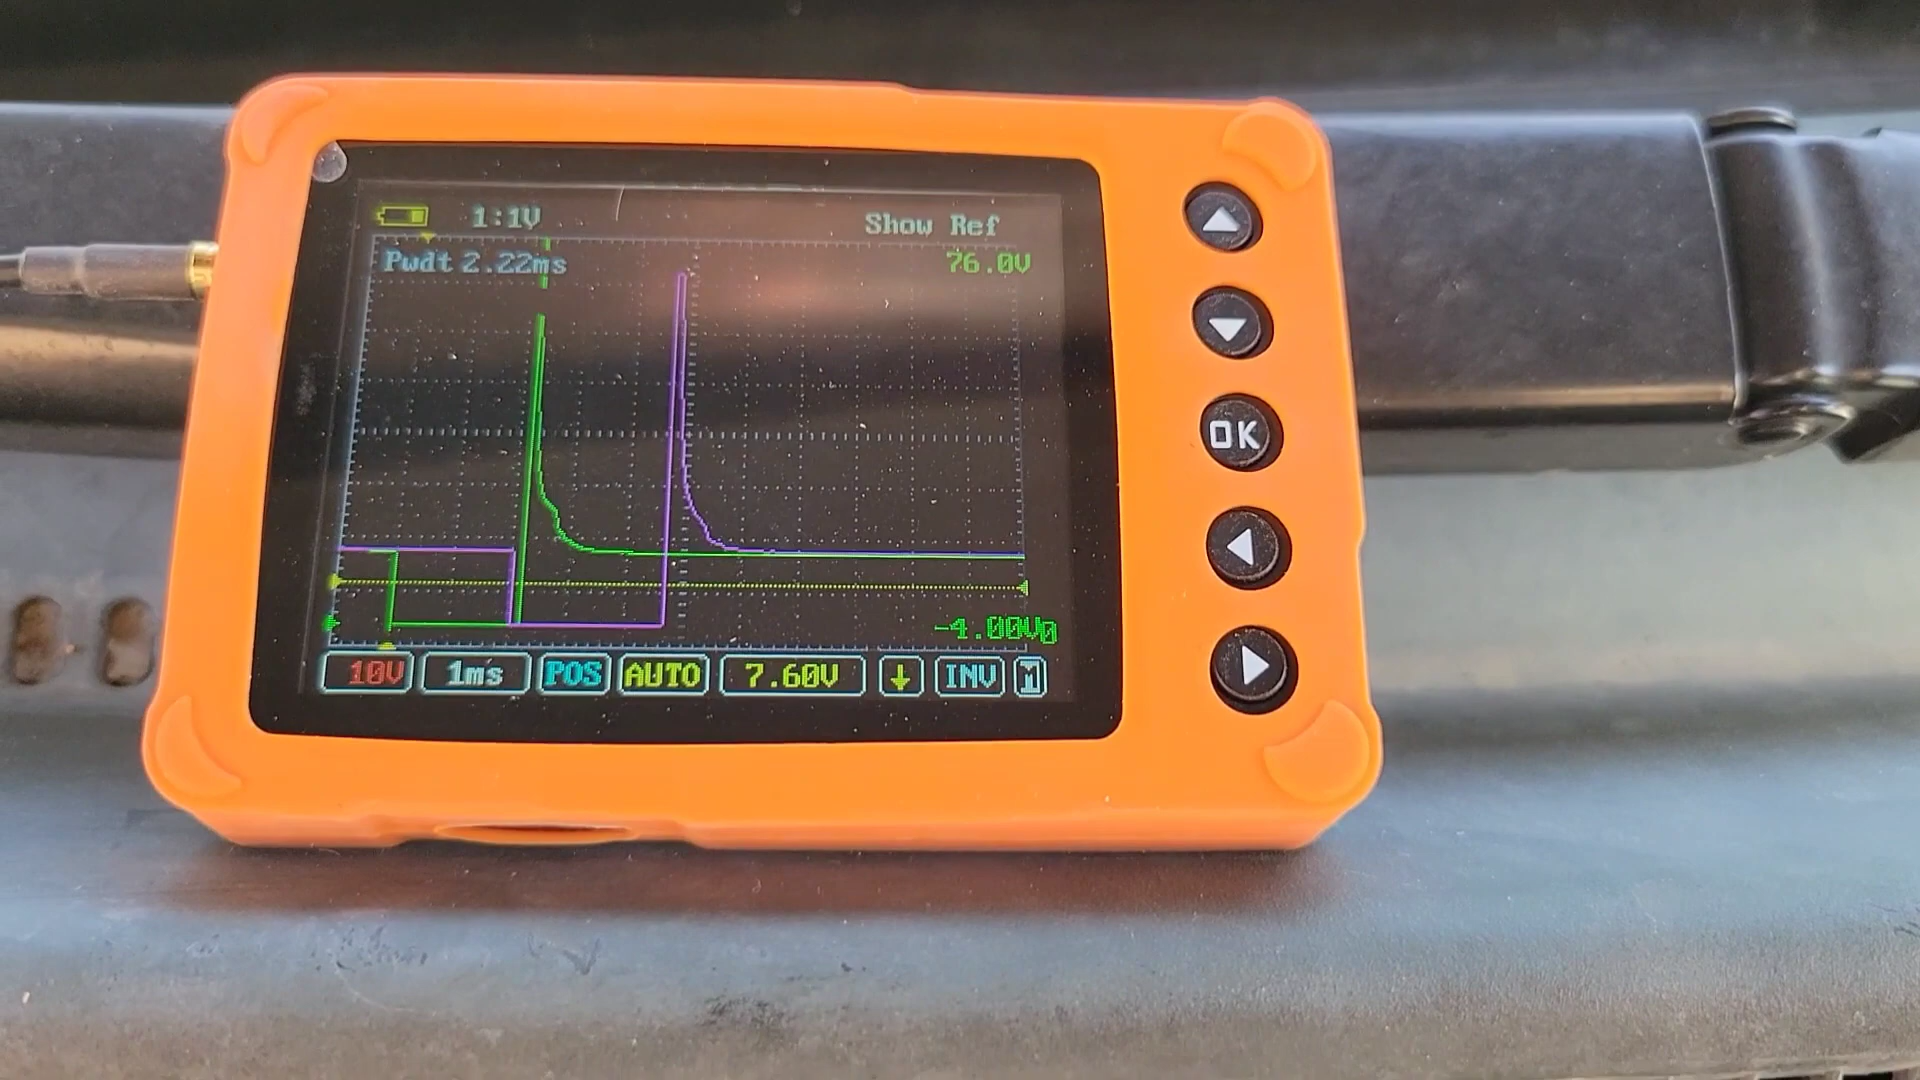 1:1V
Show Ref
Pwdt 2.22ms
76.0V
-4.00V
10V 1ms POS AUTO 7.60V ↓ INV
OK